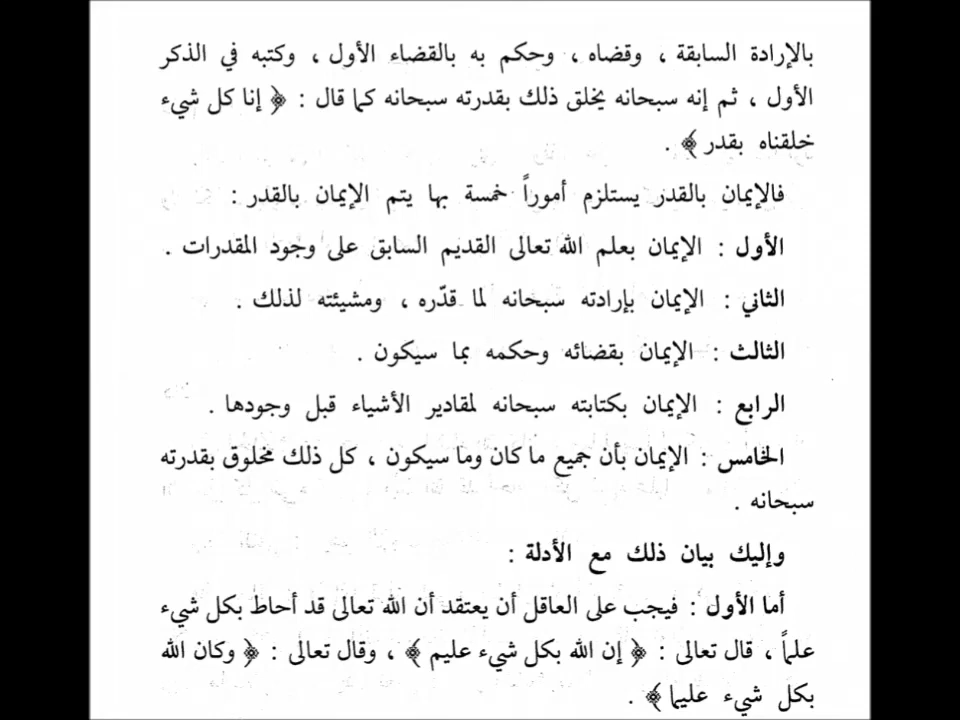 بالإرادة السابقة ، وقضاه ، وحكم به بالقضاء الأول ، وكتبه في الذكر
الأول ، ثم إنه سبحانه يخلق ذلك بقدرته سبحانه كما قال : ﴿ إنا كل شيء
خلقناه بقدر ﴾ .
فالإيمان بالقدر يستلزم أموراً خمسة بها يتم الإيمان بالقدر :
الأول : الإيمان بعلم الله تعالى القديم السابق على وجود المقدرات .
الثاني : الإيمان بإرادته سبحانه لما قدّره ، ومشيئته لذلك .
الثالث : الإيمان بقضائه وحكمه بما سيكون .
الرابع : الإيمان بكتابته سبحانه لمقادير الأشياء قبل وجودها .
الخامس : الإيمان بأن جميع ما كان وما سيكون ، كل ذلك مخلوق بقدرته
سبحانه .
وإليك بيان ذلك مع الأدلة :
أما الأول : فيجب على العاقل أن يعتقد أن الله تعالى قد أحاط بكل شيء
علماً ، قال تعالى : ﴿ إن الله بكل شيء عليم ﴾ ، وقال تعالى : ﴿ وكان الله
بكل شيء عليما ﴾ .